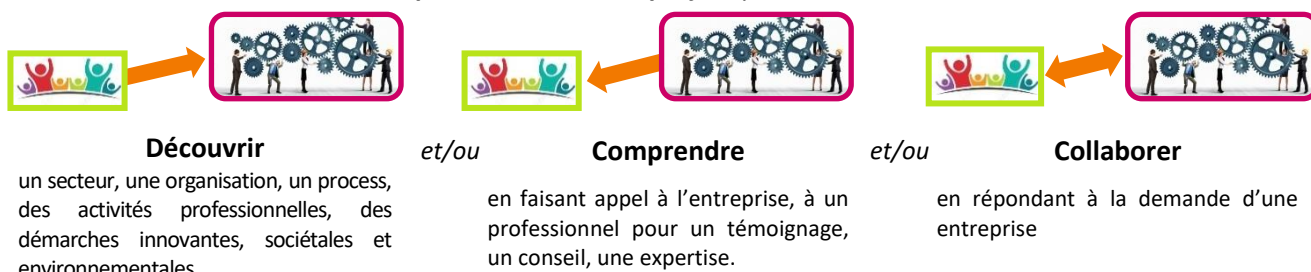 Découvrir
et/ou
Comprendre
et/ou
Collaborer
un secteur, une organisation, un process,
des activités professionnelles, des
démarches innovantes, sociétales et
environnementales
en faisant appel à l’entreprise, à un
professionnel pour un témoignage,
un conseil, une expertise.
en répondant à la demande d’une
entreprise